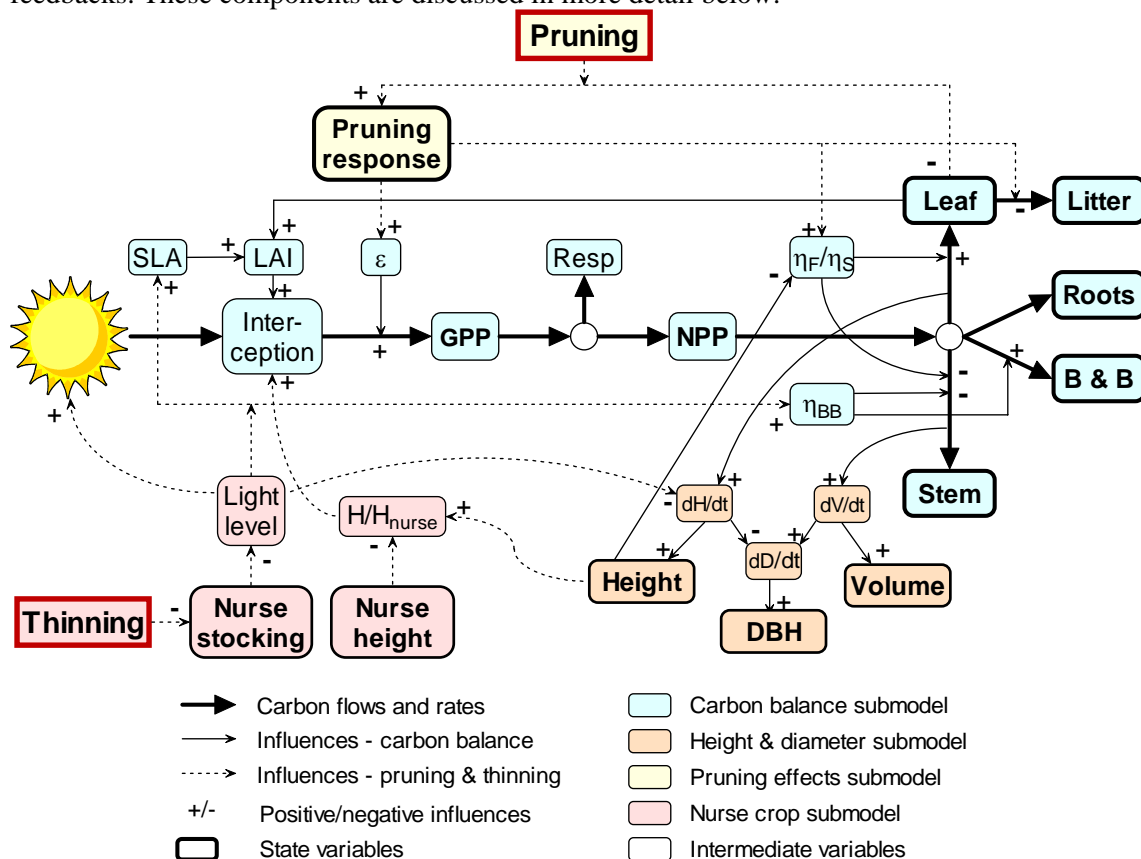 feedbacks. These components are discussed in more detail below.
Pruning
+
Pruning
response
-
Leaf
Litter
-
+
+
+
SLA
+
LAI
ε
Resp
ηF/ηS
-
+
+
+
Inter-
ception
GPP
NPP
Roots
+
+
B & B
-
-
+
ηBB
+
+
Light
level
H/Hnurse
+
-
-
dH/dt
+
+
dV/dt
Stem
-
+
-
+
dD/dt
+
Thinning
-
Nurse
stocking
Nurse
height
Height
Volume
+
DBH
Carbon flows and rates
Influences - carbon balance
Influences - pruning & thinning
+/- Positive/negative influences
State variables
Carbon balance submodel
Height & diameter submodel
Pruning effects submodel
Nurse crop submodel
Intermediate variables